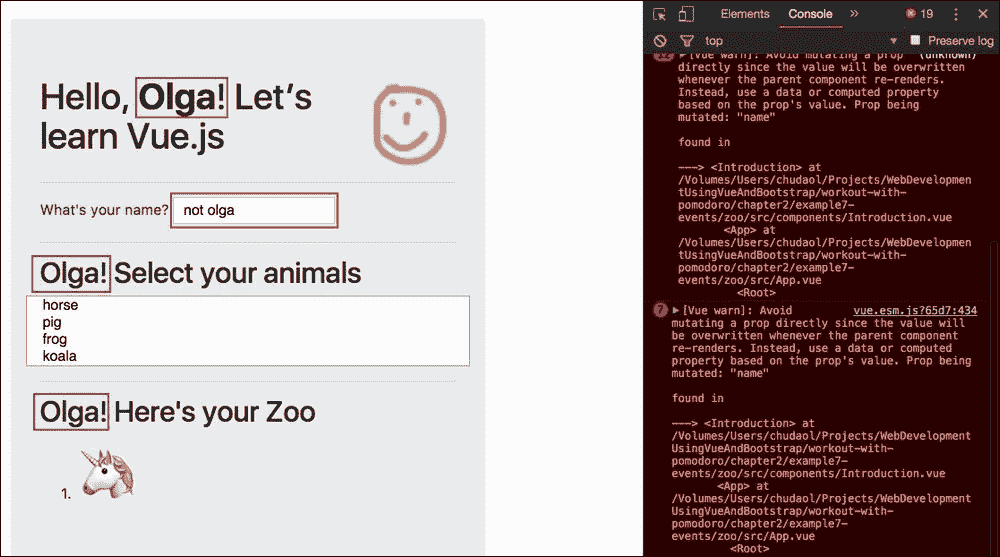 Hello, Olga! Let's
learn Vue.js
What's your name? not olga
Olga! Select your animals
horse
pig
frog
koala
Olga! Here's your Zoo
1.
Elements Console » 19
top Preserve log
[Vue warn]: Avoid mutating a prop (unknown)
directly since the value will be overwritten
whenever the parent component re-renders.
Instead, use a data or computed property
based on the prop's value. Prop being
mutated: "name"
found in
---> <Introduction> at
/Volumes/Users/chudaol/Projects/WebDevelopmen
tUsingVueAndBootstrap/workout-with-
pomodoro/chapter2/example7-
events/zoo/src/components/Introduction.vue
<App> at
/Volumes/Users/chudaol/Projects/WebDevelopmen
tUsingVueAndBootstrap/workout-with-
pomodoro/chapter2/example7-
events/zoo/src/App.vue
<Root>
7 [Vue warn]: Avoid vue.esm.js?65d7:434
mutating a prop directly since the value will
be overwritten whenever the parent component
re-renders. Instead, use a data or computed
property based on the prop's value. Prop being
mutated: "name"
found in
---> <Introduction> at
/Volumes/Users/chudaol/Projects/WebDevelopment
UsingVueAndBootstrap/workout-with-
pomodoro/chapter2/example7-
events/zoo/src/components/Introduction.vue
<App> at
/Volumes/Users/chudaol/Projects/WebDevelopment
UsingVueAndBootstrap/workout-with-
pomodoro/chapter2/example7-
events/zoo/src/App.vue
<Root>